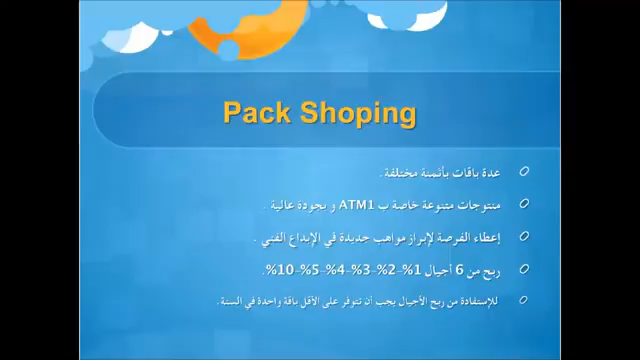 Pack Shoping
عدة باقات بأثمنة مختلفة .
منتوجات متنوعة خاصة ب ATM1 و بجودة عالية .
إعطاء الفرصة لإبراز مواهب جديدة في الإبداع الفني .
ربح من 6 أجيال 1%-2%-3%-4%-5%-10%.
للإستفادة من ربح الأجيال يجب أن تتوفر على الأقل باقة واحدة في السنة .